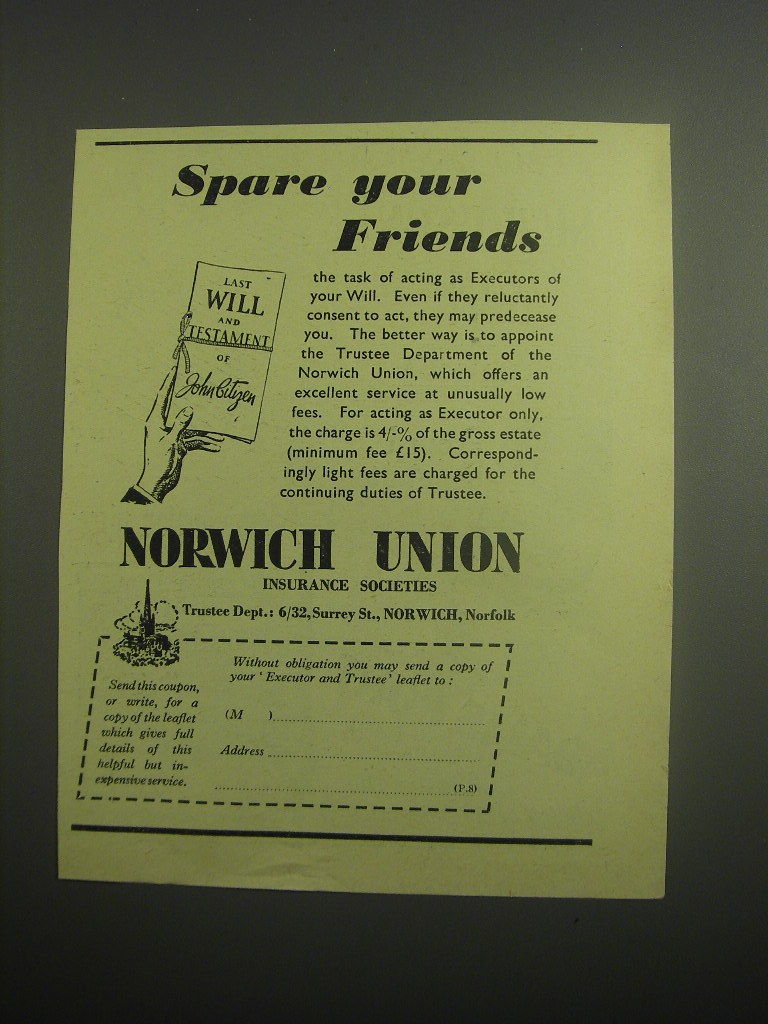 Spare your
Friends
LAST
WILL
AND
TESTAMENT
OF
John Citizen
the task of acting as Executors of
your Will. Even if they reluctantly
consent to act, they may predecease
you. The better way is to appoint
the Trustee Department of the
Norwich Union, which offers an
excellent service at unusually low
fees. For acting as Executor only,
the charge is 4/-% of the gross estate
(minimum fee £15). Correspond-
ingly light fees are charged for the
continuing duties of Trustee.
NORWICH UNION
INSURANCE SOCIETIES
Trustee Dept.: 6/32, Surrey St., NORWICH, Norfolk
Send this coupon,
or write, for a
copy of the leaflet
which gives full
details of this
helpful but in-
expensive service.
Without obligation you may send a copy of
your 'Executor and Trustee' leaflet to:
(M )
Address
(P.8)